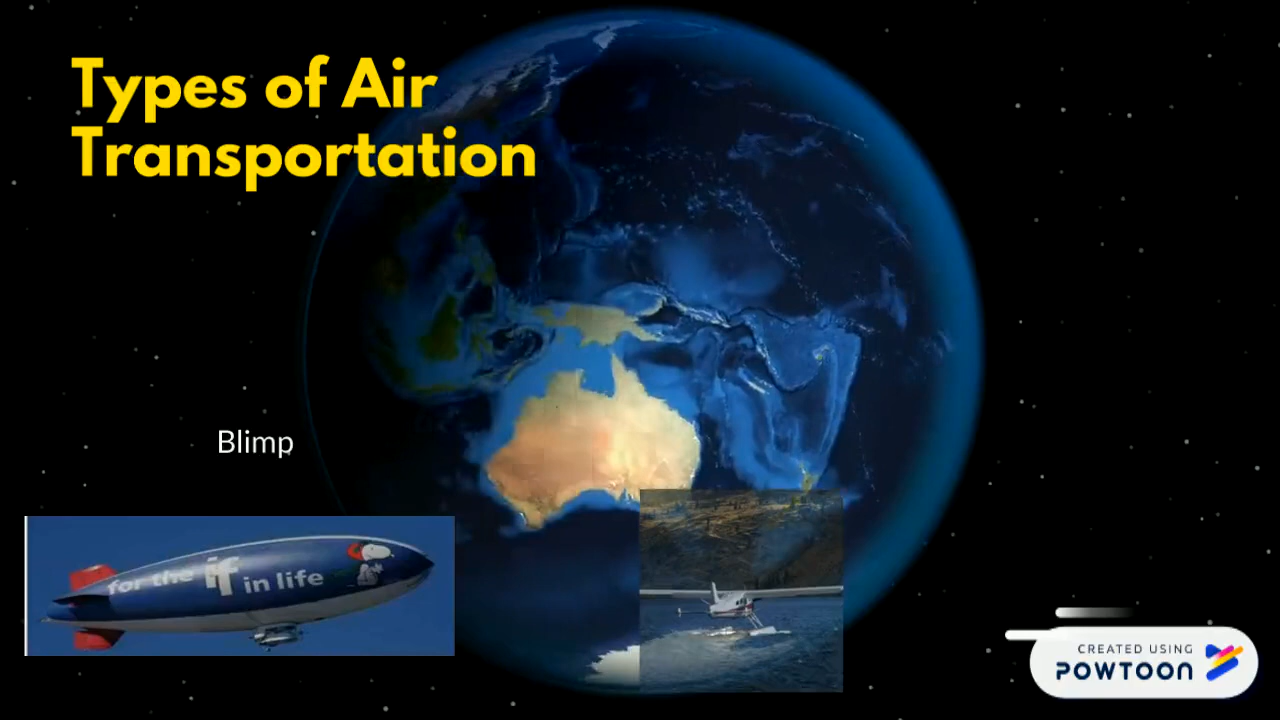 Types of Air
Transportation
Blimp
for the if in life
CREATED USING
POWTOON